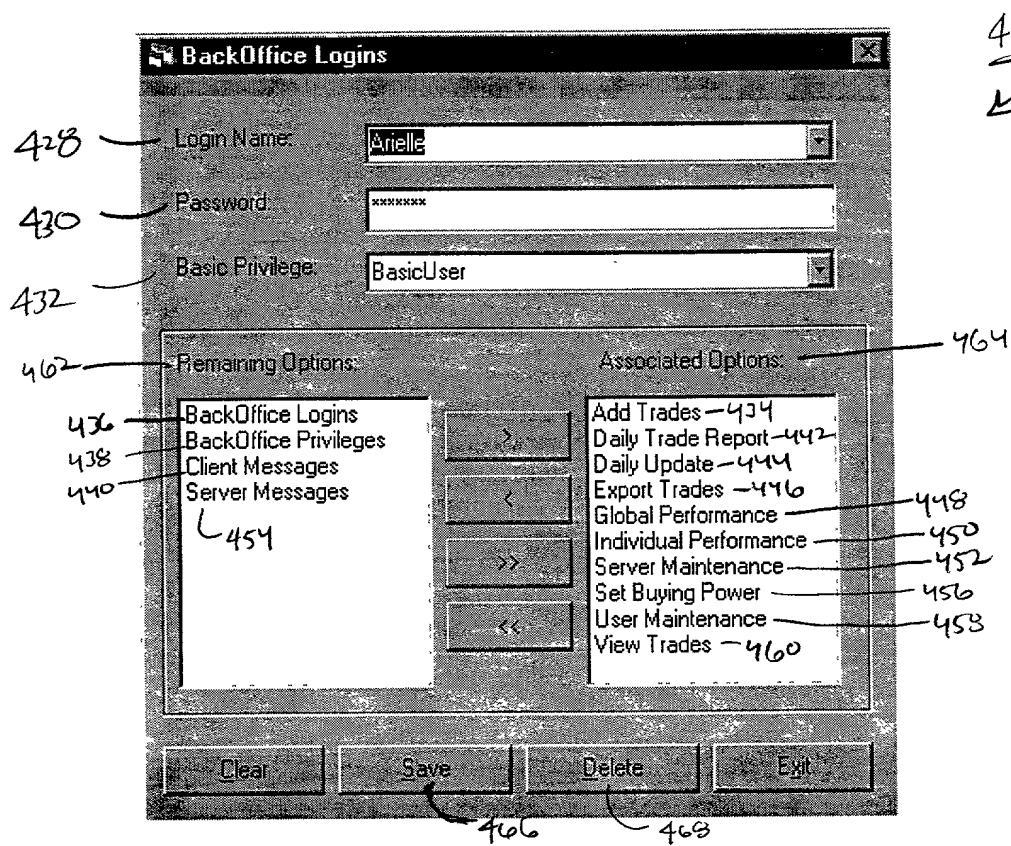 BackOffice Logins
428 Login Name: Arielle
430 Password: *******
432 Basic Privilege: BasicUser
462 Remaining Options: Associated Options: 464
436 BackOffice Logins > Add Trades 434
438 BackOffice Privileges Daily Trade Report 442
440 Client Messages Daily Update 444
Server Messages < Export Trades 446
454 Global Performance 448
Individual Performance 450
>> Server Maintenance 452
Set Buying Power 456
<< User Maintenance 458
View Trades 460
Clear Save Delete Exit
466 468